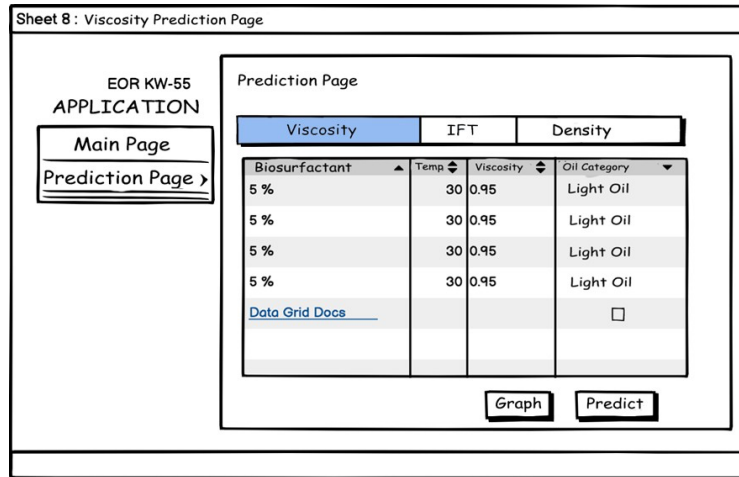 Sheet 8 : Viscosity Prediction Page
EOR KW-55
APPLICATION
Main Page
Prediction Page ›
Prediction Page
Viscosity IFT Density
Biosurfactant Temp Viscosity Oil Category
5 % 30 0.95 Light Oil
5 % 30 0.95 Light Oil
5 % 30 0.95 Light Oil
5 % 30 0.95 Light Oil
Data Grid Docs
Graph Predict